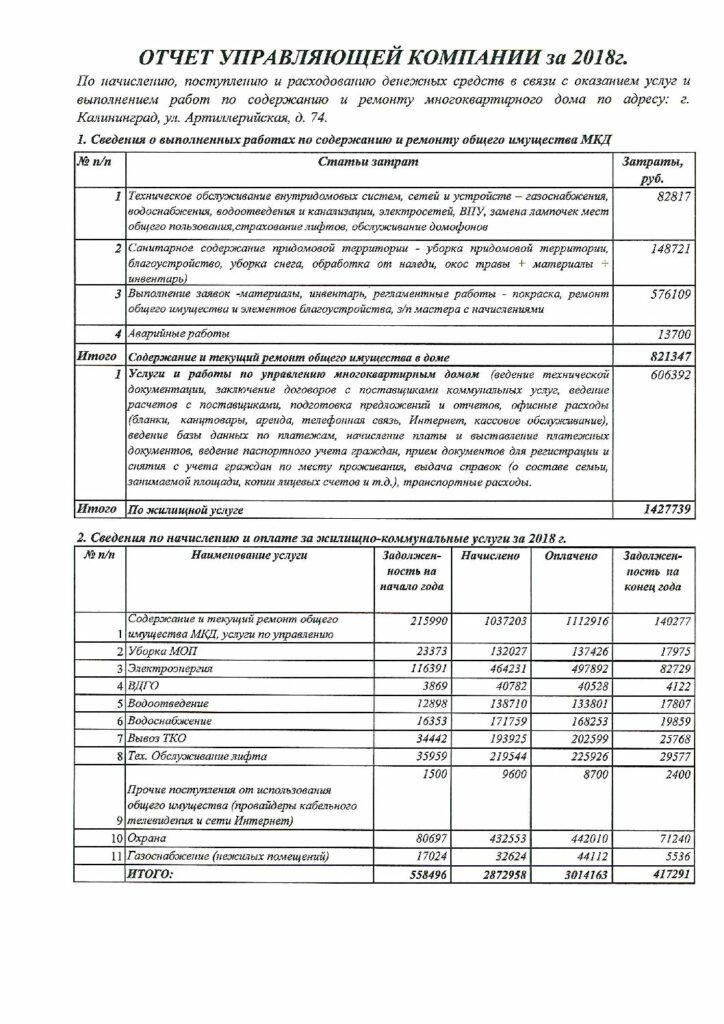 ОТЧЕТ УПРАВЛЯЮЩЕЙ КОМПАНИИ за 2018г.
По начислению, поступлению и расходованию денежных средств в связи с оказанием услуг и
выполнением работ по содержанию и ремонту многоквартирного дома по адресу: г.
Калининград, ул. Артиллерийская, д. 74.
1. Сведения о выполненных работах по содержанию и ремонту общего имущества МКД
№ п/п Статьи затрат Затраты,
руб.
1 Техническое обслуживание внутридомовых систем, сетей и устройств – газоснабжения, 82817
водоснабжения, водоотведения и канализации, электросетей, ВПУ, замена лампочек мест
общего пользования,страхование лифтов, обслуживание домофонов
2 Санитарное содержание придомовой территории - уборка придомовой территории, 148721
благоустройство, уборка снега, обработка от наледи, окос травы + материалы +
инвентарь)
3 Выполнение заявок -материалы, инвентарь, регламентные работы - покраска, ремонт 576109
общего имущества и элементов благоустройства, з/п мастера с начислениями
4 Аварийные работы 13700
Итого Содержание и текущий ремонт общего имущества в доме 821347
1 Услуги и работы по управлению многоквартирным домом (ведение технической 606392
документации, заключение договоров с поставщиками коммунальных услуг, ведение
расчетов с поставщиками, подготовка предложений и отчетов, офисные расходы
(бланки, канцтовары, аренда, телефонная связь, Интернет, кассовое обслуживание),
ведение базы данных по платежам, начисление платы и выставление платежных
документов, ведение паспортного учета граждан, прием документов для регистрации и
снятия с учета граждан по месту проживания, выдача справок (о составе семьи,
занимаемой площади, копии лицевых счетов и т.д.), транспортные расходы.
Итого По жилищной услуге 1427739
2. Сведения по начислению и оплате за жилищно-коммунальные услуги за 2018 г.
№ п/п Наименование услуги Задолжен- Начислено Оплачено Задолжен-
ность на ность на
начало года конец года
Содержание и текущий ремонт общего 215990 1037203 1112916 140277
1 имущества МКД, услуги по управлению
2 Уборка МОП 23373 132027 137426 17975
3 Электроэнергия 116391 464231 497892 82729
4 ВДГО 3869 40782 40528 4122
5 Водоотведение 12898 138710 133801 17807
6 Водоснабжение 16353 171759 168253 19859
7 Вывоз ТКО 34442 193925 202599 25768
8 Тех. Обслуживание лифта 35959 219544 225926 29577
1500 9600 8700 2400
Прочие поступления от использования
общего имущества (провайдеры кабельного
9 телевидения и сети Интернет)
10 Охрана 80697 432553 442010 71240
11 Газоснабжение (нежилых помещений) 17024 32624 44112 5536
ИТОГО: 558496 2872958 3014163 417291